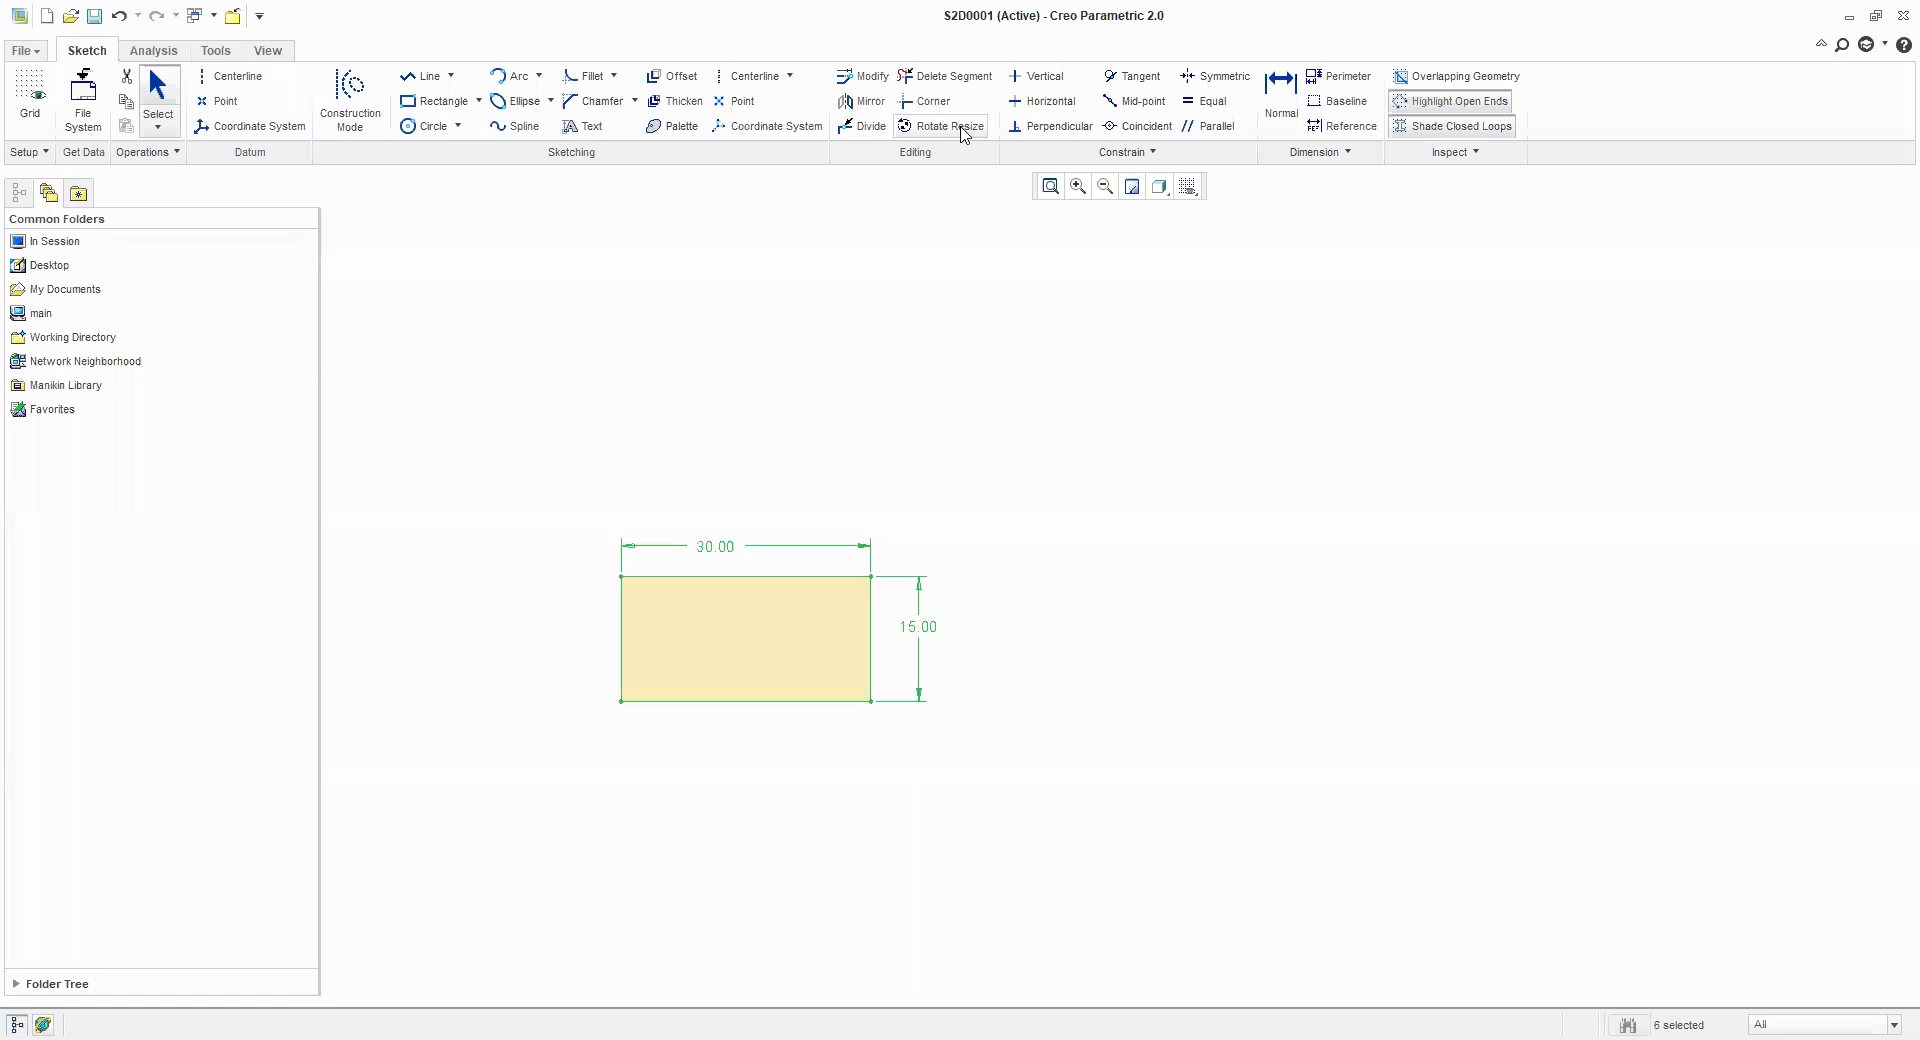 S2D0001 (Active) - Creo Parametric 2.0
File Sketch Analysis Tools View
Grid
File System
Select
Centerline
Point
Coordinate System
Construction Mode
Line Arc Fillet Offset Centerline
Rectangle Ellipse Chamfer Thicken Point
Circle Spline Text Palette Coordinate System
Modify Delete Segment
Mirror Corner
Divide Rotate Resize
Vertical Tangent Symmetric
Horizontal Mid-point Equal
Perpendicular Coincident Parallel
Normal
Perimeter
Baseline
Reference
Overlapping Geometry
Highlight Open Ends
Shade Closed Loops
Setup Get Data Operations Datum Sketching Editing Constrain Dimension Inspect
Common Folders
In Session
Desktop
My Documents
main
Working Directory
Network Neighborhood
Manikin Library
Favorites
30.00
15.00
Folder Tree
6 selected All